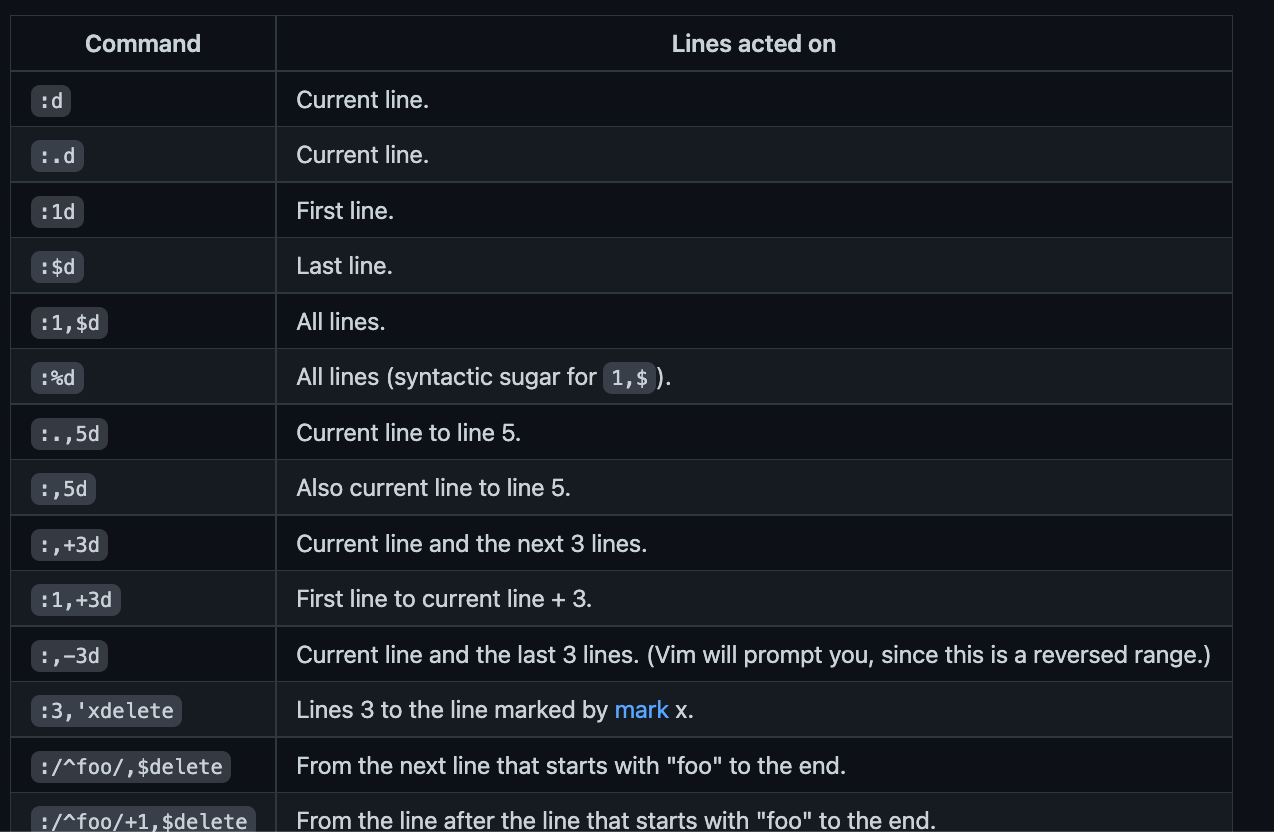 Command Lines acted on
:d Current line.
:.d Current line.
:1d First line.
:$d Last line.
:1,$d All lines.
:%d All lines (syntactic sugar for 1,$ ).
:.,5d Current line to line 5.
:,5d Also current line to line 5.
:,+3d Current line and the next 3 lines.
:1,+3d First line to current line + 3.
:,-3d Current line and the last 3 lines. (Vim will prompt you, since this is a reversed range.)
:3,'xdelete Lines 3 to the line marked by mark x.
:/^foo/,$delete From the next line that starts with "foo" to the end.
:/^foo/+1,$delete From the line after the line that starts with "foo" to the end.